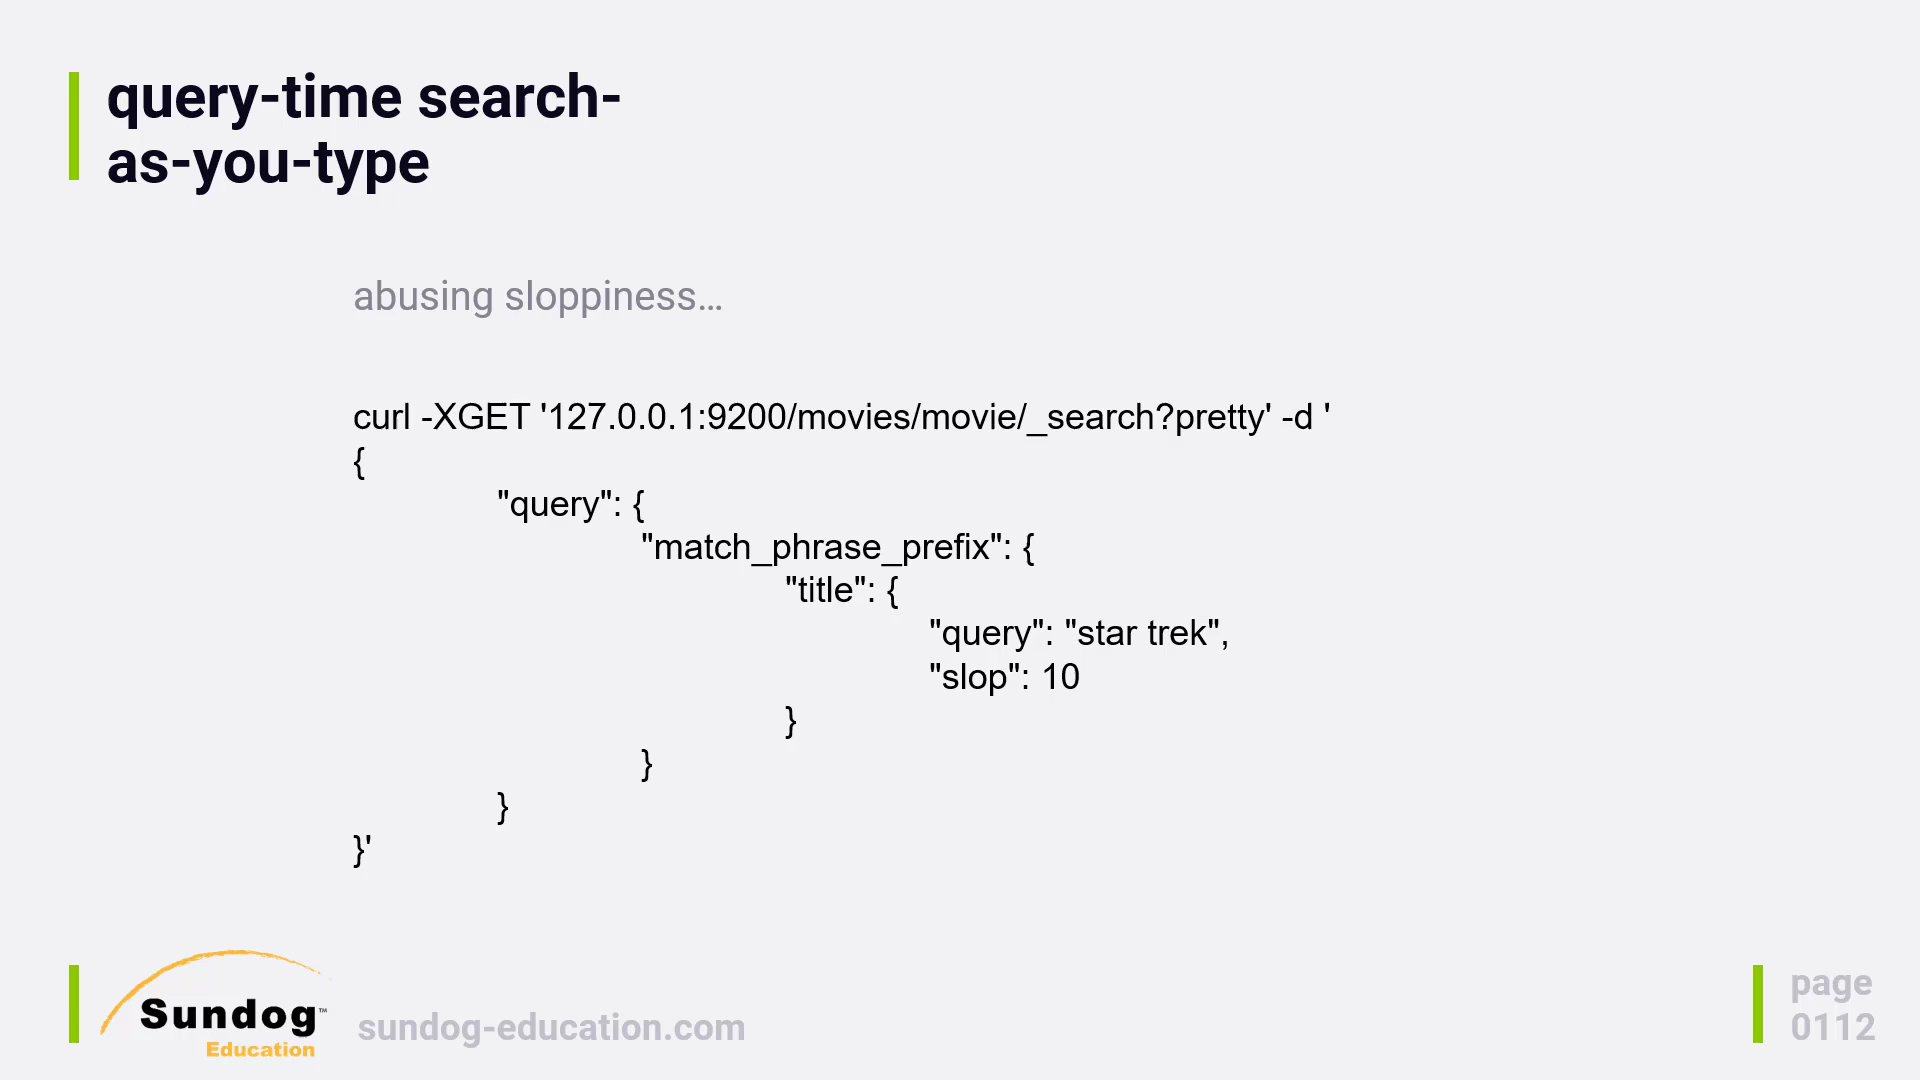 query-time search-
as-you-type
abusing sloppiness…
curl -XGET '127.0.0.1:9200/movies/movie/_search?pretty' -d '
{
"query": {
"match_phrase_prefix": {
"title": {
"query": "star trek",
"slop": 10
}
}
}
}'
Sundog™
Education
sundog-education.com
page
0112